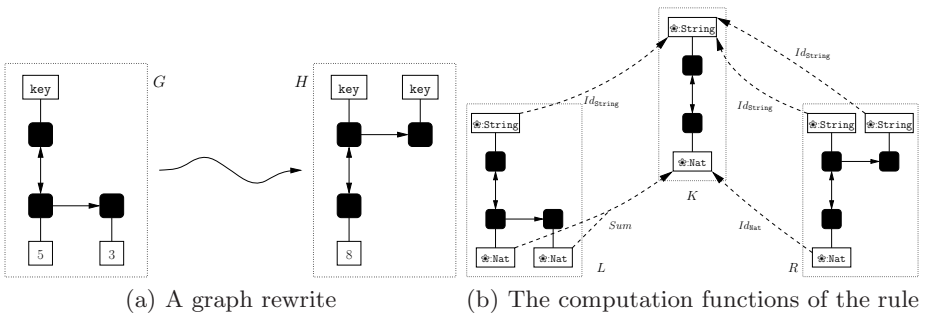 G
key
5
3
H
key
key
8
(a) A graph rewrite
❀:String
Id_String
Id_String
Id_String
❀:String
❀:String
❀:String
❀:Nat
K
Sum
Id_Nat
❀:Nat
❀:Nat
L
R
❀:Nat
(b) The computation functions of the rule